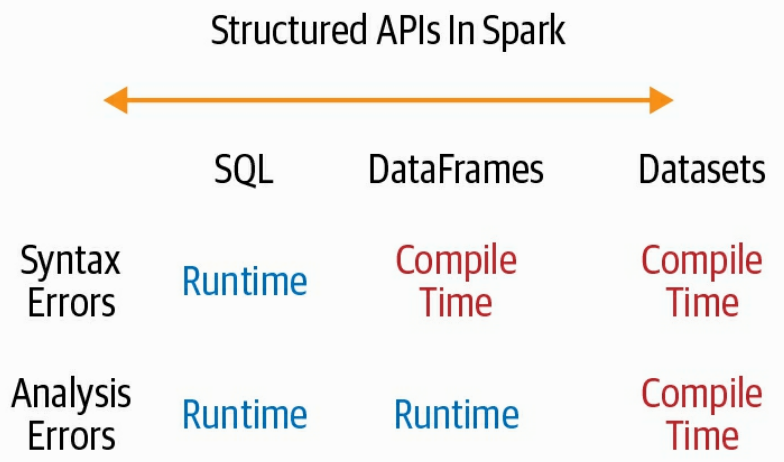 Structured APIs In Spark
SQL DataFrames Datasets
Syntax Errors Runtime Compile Time Compile Time
Analysis Errors Runtime Runtime Compile Time